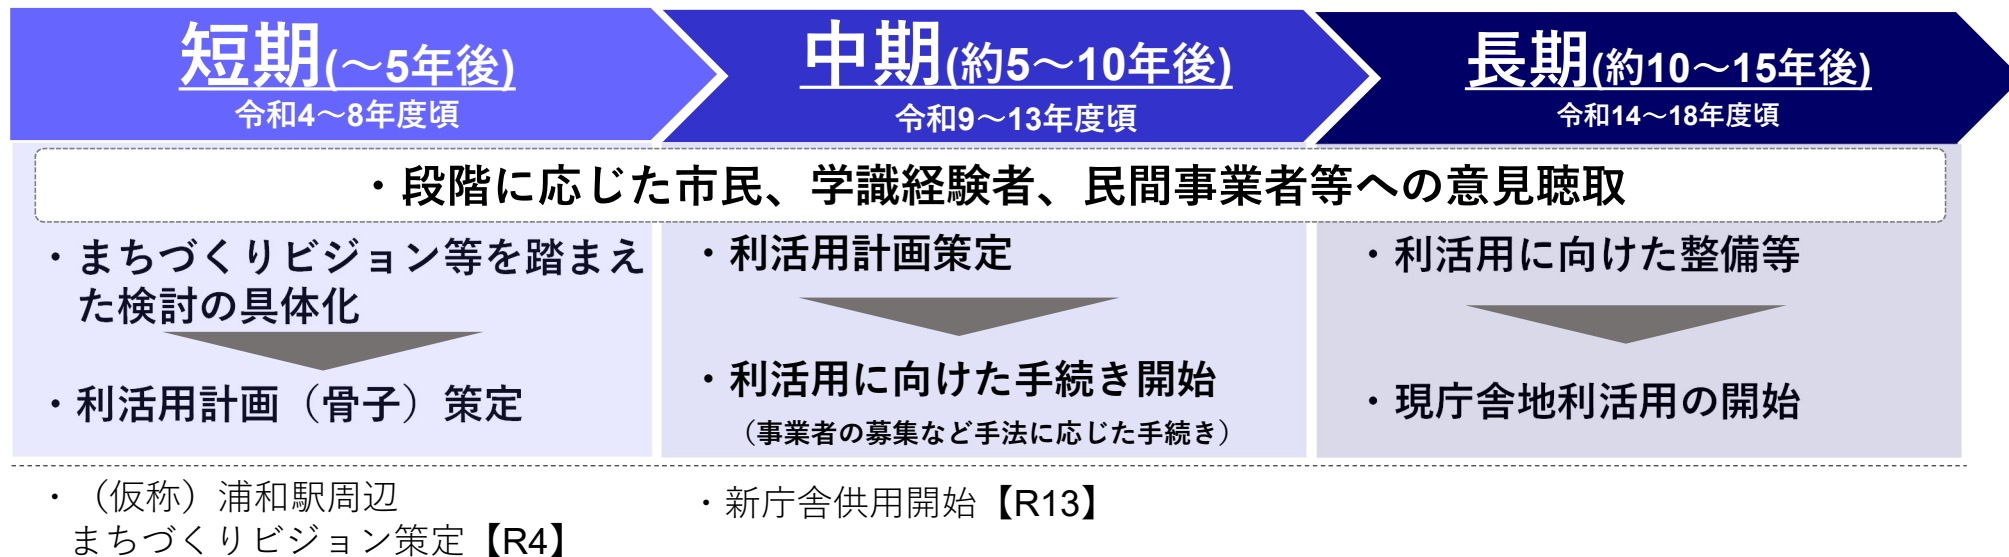 短期(～5年後)
令和4～8年度頃
中期(約5～10年後)
令和9～13年度頃
長期(約10～15年後)
令和14～18年度頃
・段階に応じた市民、学識経験者、民間事業者等への意見聴取
・まちづくりビジョン等を踏まえ
た検討の具体化
・利活用計画（骨子）策定
・利活用計画策定
・利活用に向けた手続き開始
（事業者の募集など手法に応じた手続き）
・利活用に向けた整備等
・現庁舎地利活用の開始
・（仮称）浦和駅周辺
まちづくりビジョン策定【R4】
・新庁舎供用開始【R13】